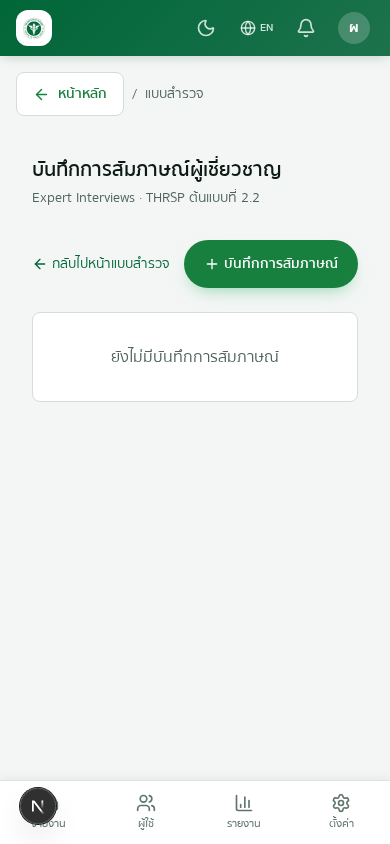 EN
ผ
หน้าหลัก / แบบสำรวจ
บันทึกการสัมภาษณ์ผู้เชี่ยวชาญ
Expert Interviews · THRSP ต้นแบบที่ 2.2
กลับไปหน้าแบบสำรวจ
บันทึกการสัมภาษณ์
ยังไม่มีบันทึกการสัมภาษณ์
N
ผู้ใช้
รายงาน
ตั้งค่า